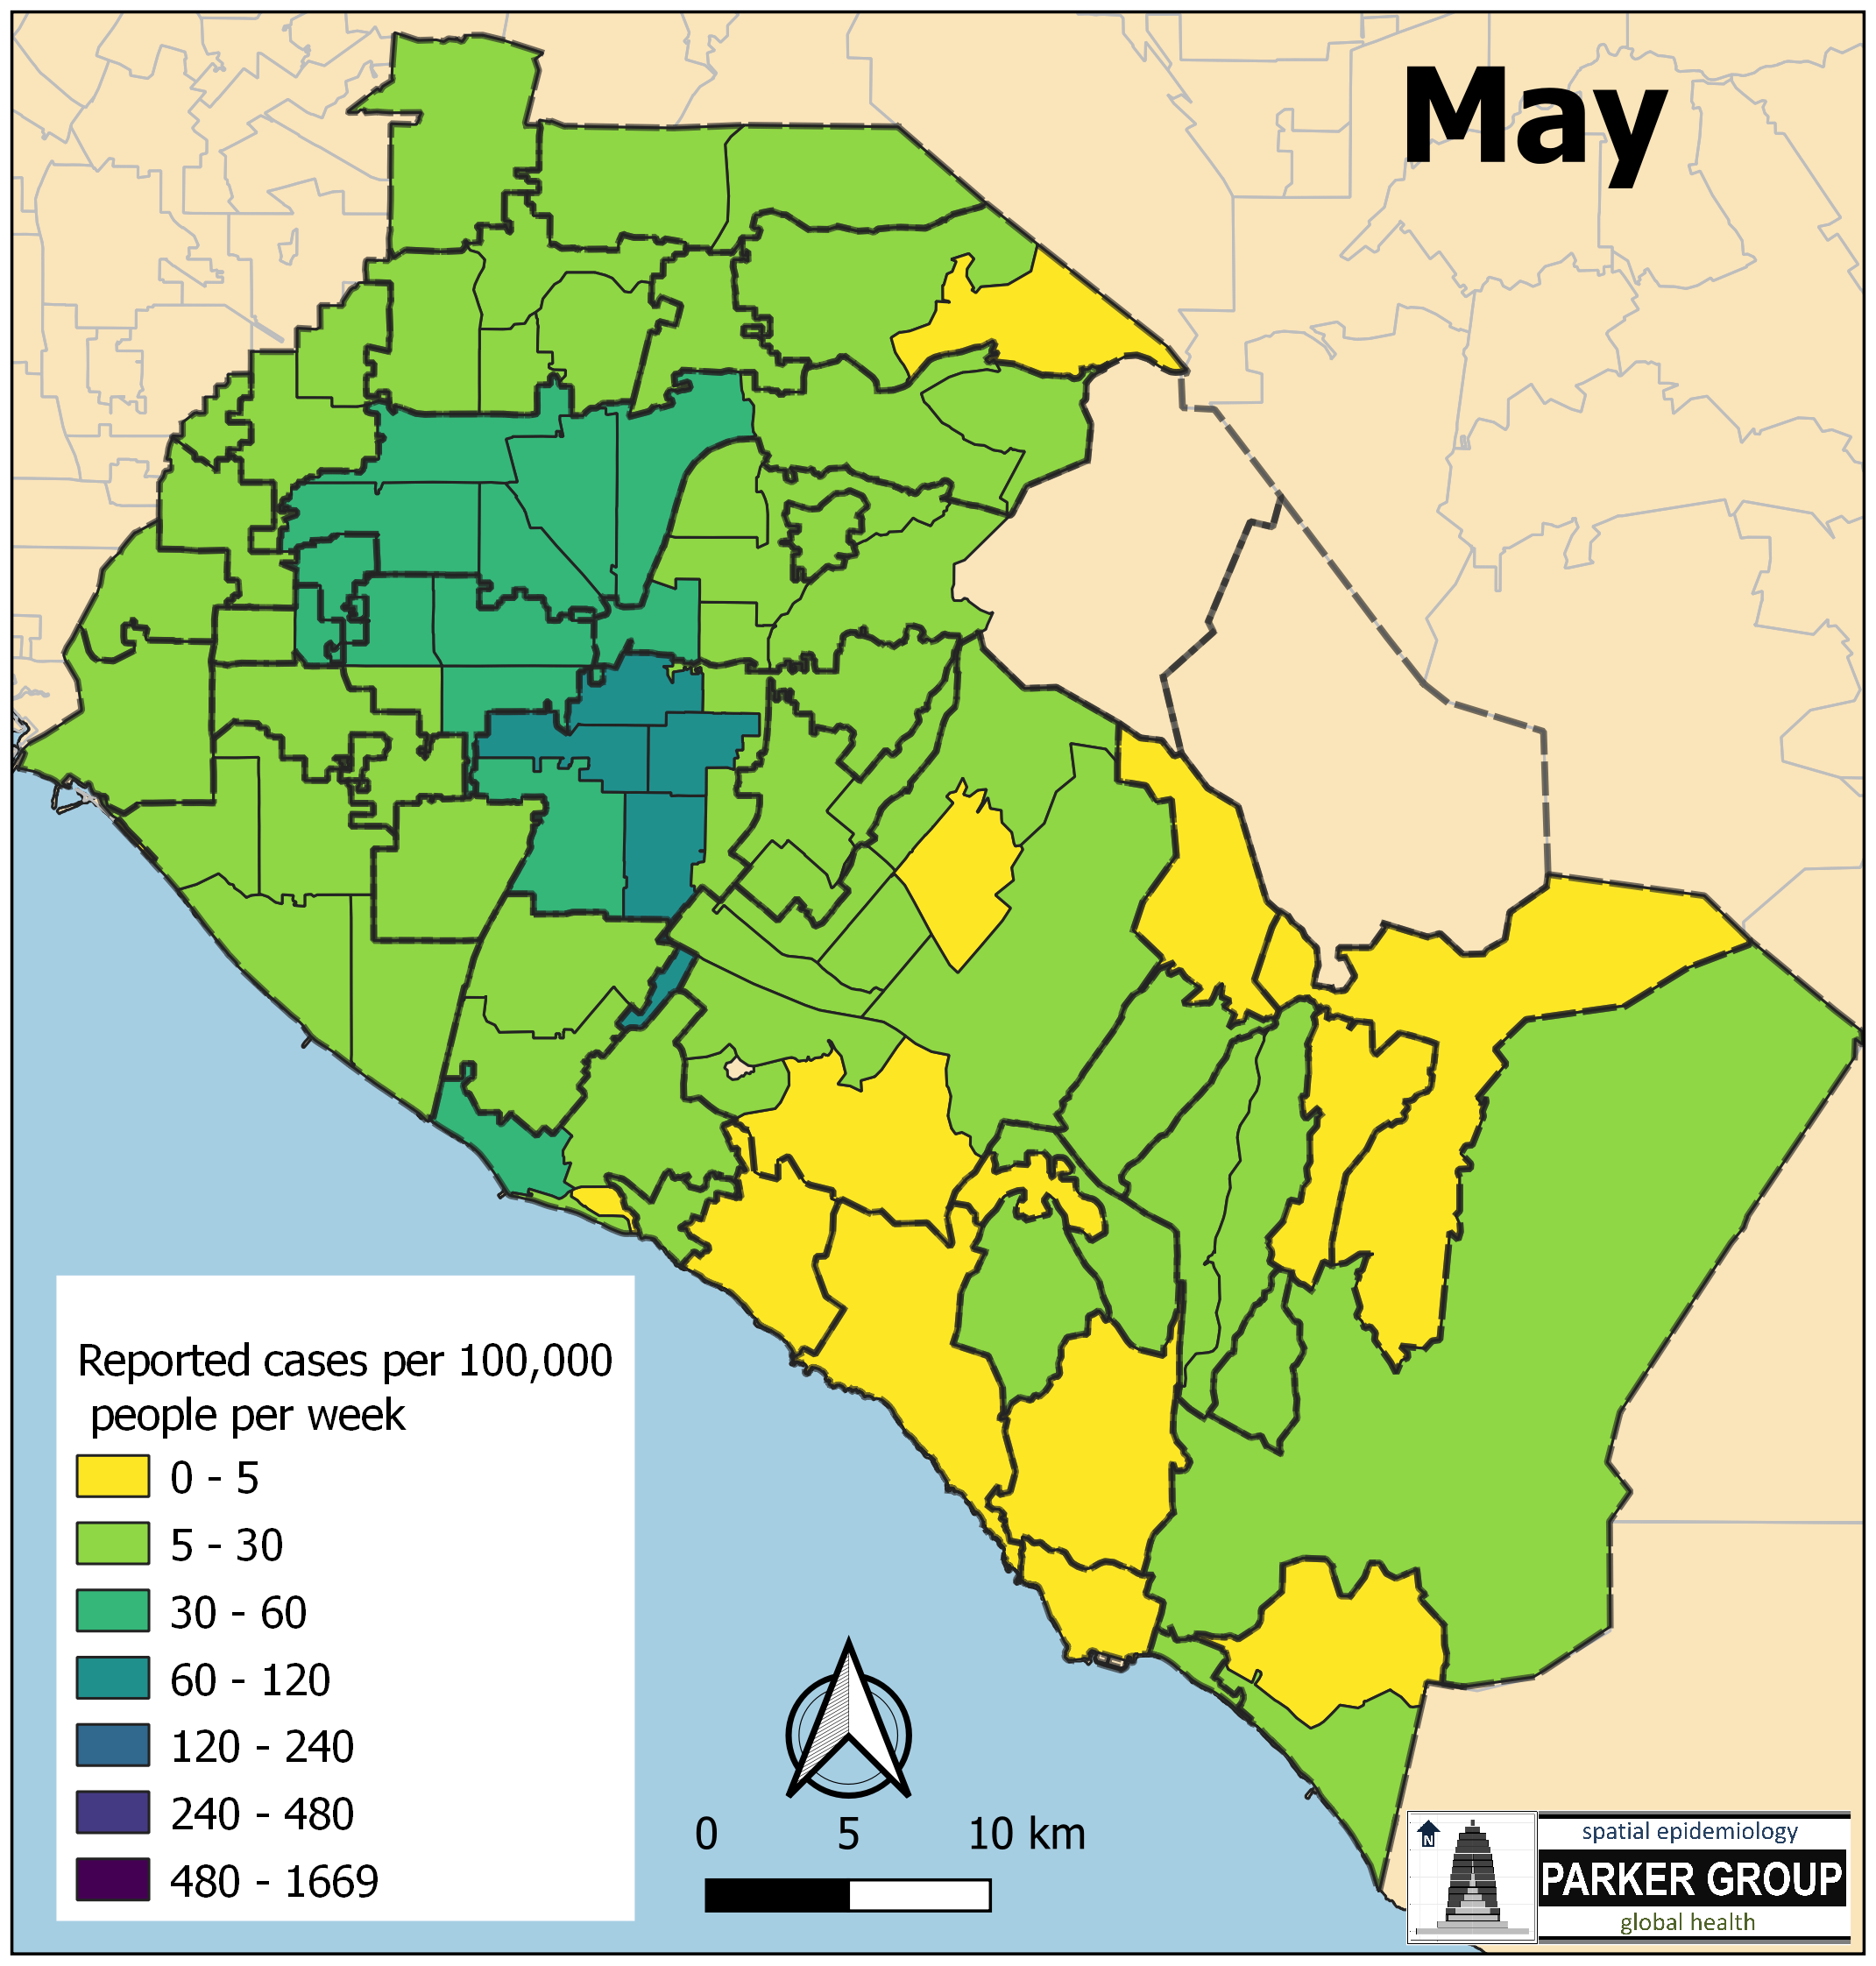 May
Reported cases per 100,000
people per week
0 - 5
5 - 30
30 - 60
60 - 120
120 - 240
240 - 480
480 - 1669
0 5 10 km
N
spatial epidemiology
PARKER GROUP
global health